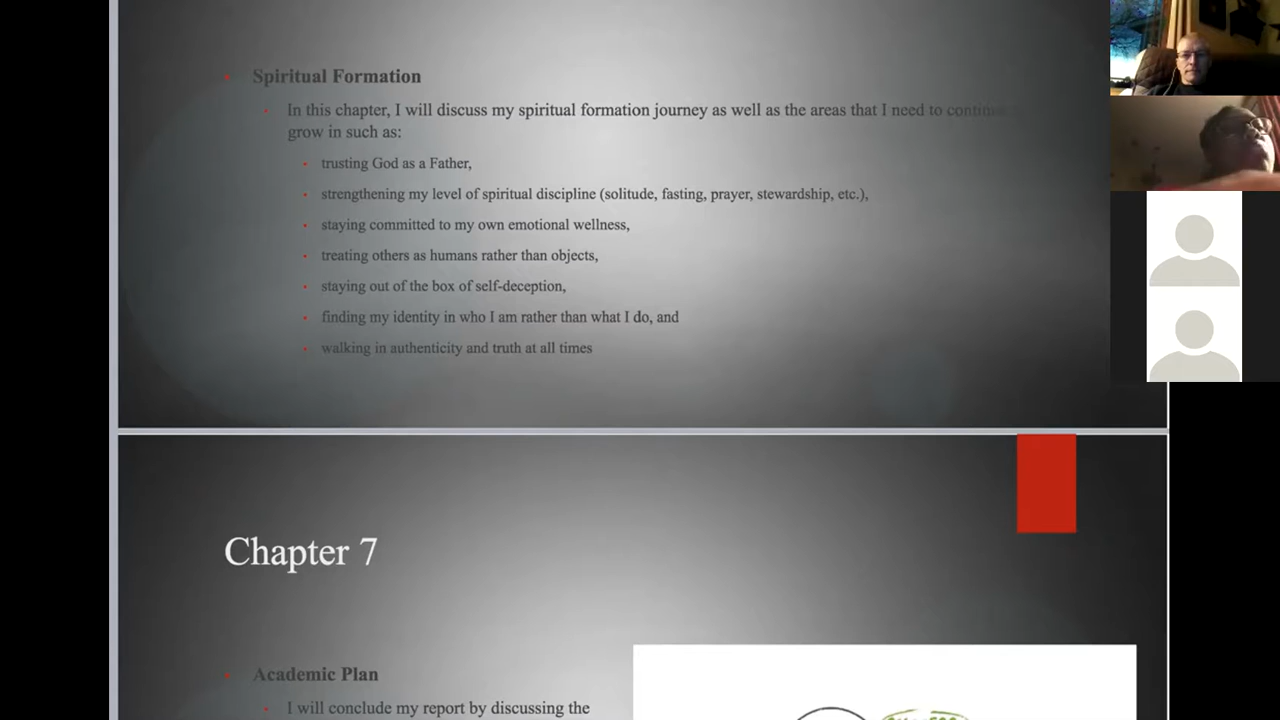 Spiritual Formation
In this chapter, I will discuss my spiritual formation journey as well as the areas that I need to continue
grow in such as:
trusting God as a Father,
strengthening my level of spiritual discipline (solitude, fasting, prayer, stewardship, etc.),
staying committed to my own emotional wellness,
treating others as humans rather than objects,
staying out of the box of self-deception,
finding my identity in who I am rather than what I do, and
walking in authenticity and truth at all times
Chapter 7
Academic Plan
I will conclude my report by discussing the